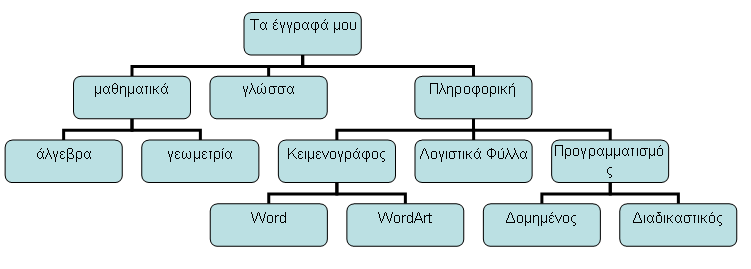 Τα έγγραφά μου
μαθηματικά
γλώσσα
Πληροφορική
άλγεβρα
γεωμετρία
Κειμενογράφος
Λογιστικά Φύλλα
Προγραμματισμό
ς
Word
WordArt
Δομημένος
Διαδικαστικός